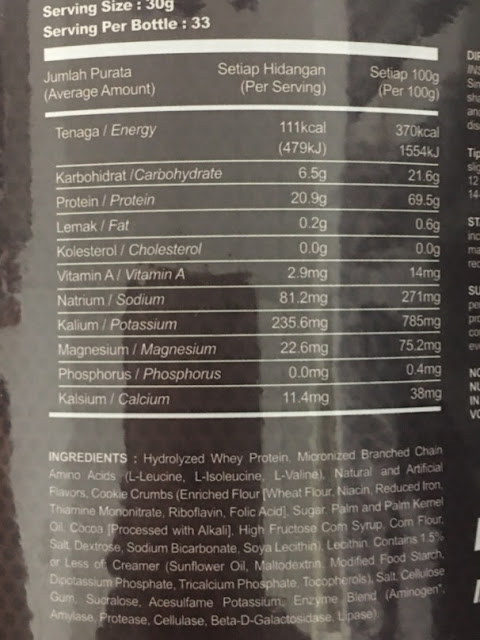 Serving Size : 30g
Serving Per Bottle : 33
Jumlah Purata Setiap Hidangan Setiap 100g
(Average Amount) (Per Serving) (Per 100g)
Tenaga / Energy 111kcal 370kcal
(479kJ) 1554kJ
Karbohidrat /Carbohydrate 6.5g 21.6g
Protein / Protein 20.9g 69.5g
Lemak / Fat 0.2g 0.6g
Kolesterol / Cholesterol 0.0g 0.0g
Vitamin A / Vitamin A 2.9mg 14mg
Natrium / Sodium 81.2mg 271mg
Kalium / Potassium 235.6mg 785mg
Magnesium / Magnesium 22.6mg 75.2mg
Phosphorus / Phosphorus 0.0mg 0.4mg
Kalsium / Calcium 11.4mg 38mg
INGREDIENTS : Hydrolyzed Whey Protein, Micronized Branched Chain
Amino Acids (L-Leucine, L-Isoleucine, L-Valine), Natural and Artificial
Flavors, Cookie Crumbs (Enriched Flour [Wheat Flour, Niacin, Reduced Iron,
Thiamine Mononitrate, Riboflavin, Folic Acid], Sugar, Palm and Palm Kernel
Oil, Cocoa [Processed with Alkali], High Fructose Corn Syrup, Corn Flour,
Salt, Dextrose, Sodium Bicarbonate, Soya Lecithin), Lecithin. Contains 1.5%
or Less of: Creamer (Sunflower Oil, Maltodextrin, Modified Food Starch,
Dipotassium Phosphate, Tricalcium Phosphate, Tocopherols), Salt, Cellulose
Gum, Sucralose, Acesulfame Potassium, Enzyme Blend (Aminogen®,
Amylase, Protease, Cellulase, Beta-D-Galactosidase, Lipase)